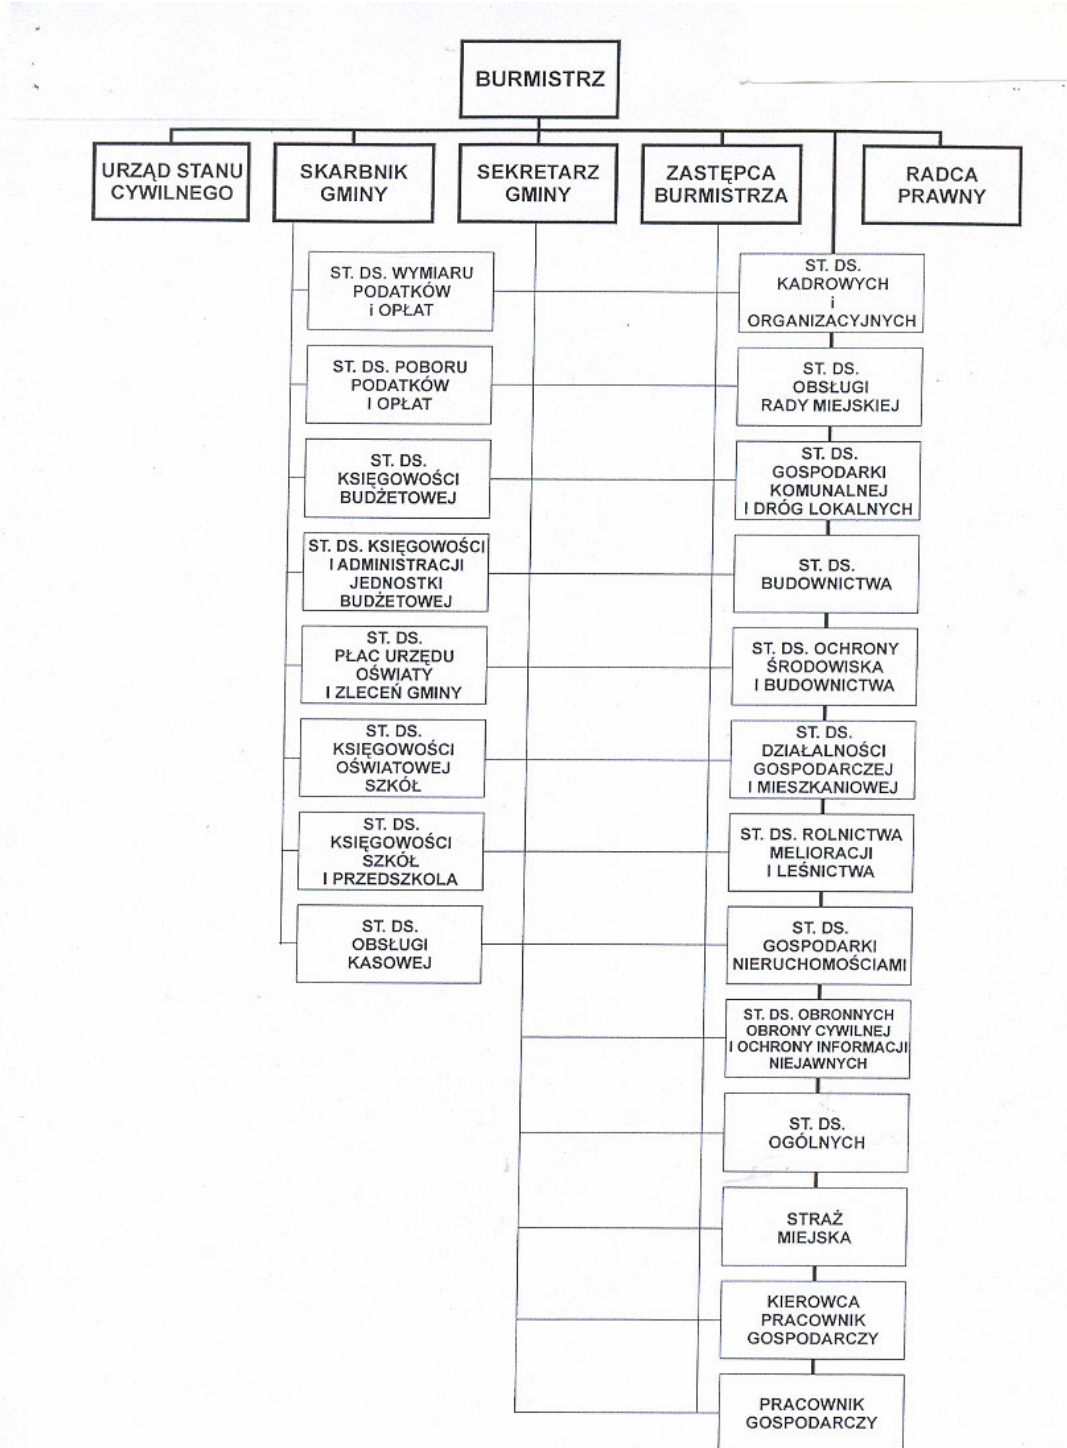 BURMISTRZ
URZĄD STANU
CYWILNEGO
SKARBNIK
GMINY
SEKRETARZ
GMINY
ZASTĘPCA
BURMISTRZA
RADCA
PRAWNY
ST. DS. WYMIARU
PODATKÓW
i OPŁAT
ST. DS. POBORU
PODATKÓW
I OPŁAT
ST. DS.
KSIĘGOWOŚCI
BUDŻETOWEJ
ST. DS. KSIĘGOWOŚCI
I ADMINISTRACJI
JEDNOSTKI
BUDŻETOWEJ
ST. DS.
PŁAC URZĘDU
OŚWIATY
I ZLECEŃ GMINY
ST. DS.
KSIĘGOWOŚCI
OŚWIATOWEJ
SZKÓŁ
ST. DS.
KSIĘGOWOŚCI
SZKÓŁ
I PRZEDSZKOLA
ST. DS.
OBSŁUGI
KASOWEJ
ST. DS.
KADROWYCH
i
ORGANIZACYJNYCH
ST. DS.
OBSŁUGI
RADY MIEJSKIEJ
ST. DS.
GOSPODARKI
KOMUNALNEJ
I DRÓG LOKALNYCH
ST. DS.
BUDOWNICTWA
ST. DS. OCHRONY
ŚRODOWISKA
I BUDOWNICTWA
ST. DS.
DZIAŁALNOŚCI
GOSPODARCZEJ
I MIESZKANIOWEJ
ST. DS. ROLNICTWA
MELIORACJI
I LEŚNICTWA
ST. DS.
GOSPODARKI
NIERUCHOMOŚCIAMI
ST. DS. OBRONNYCH
OBRONY CYWILNEJ
I OCHRONY INFORMACJI
NIEJAWNYCH
ST. DS.
OGÓLNYCH
STRAŻ
MIEJSKA
KIEROWCA
PRACOWNIK
GOSPODARCZY
PRACOWNIK
GOSPODARCZY